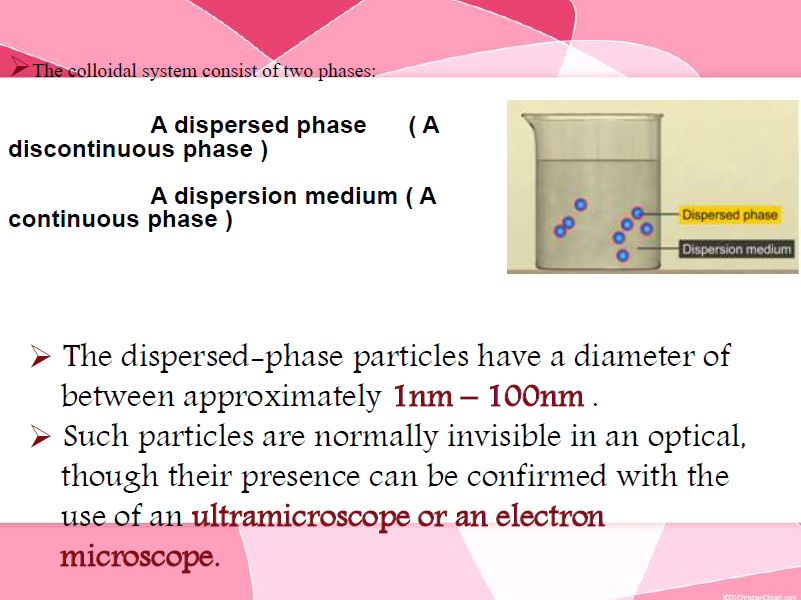 ➢The colloidal system consist of two phases:
A dispersed phase ( A
discontinuous phase )
A dispersion medium ( A
continuous phase )
Dispersed phase
Dispersion medium
➢ The dispersed-phase particles have a diameter of
between approximately 1nm – 100nm .
➢ Such particles are normally invisible in an optical,
though their presence can be confirmed with the
use of an ultramicroscope or an electron
microscope.